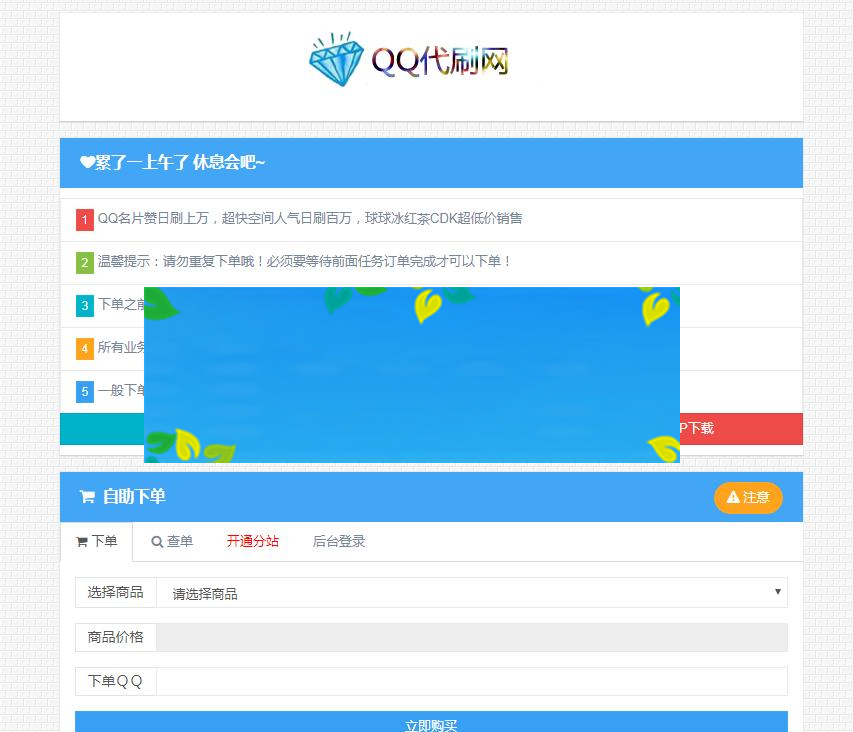 QQ代刷网
累了一上午了 休息会吧~
1 QQ名片赞日刷上万，超快空间人气日刷百万，球球冰红茶CDK超低价销售
2 温馨提示：请勿重复下单哦！必须要等待前面任务订单完成才可以下单！
3 下单之前
4 所有业务
5 一般下单
P下载
自助下单
注意
下单 查单 开通分站 后台登录
选择商品 请选择商品
商品价格
下单ＱＱ
立即购买